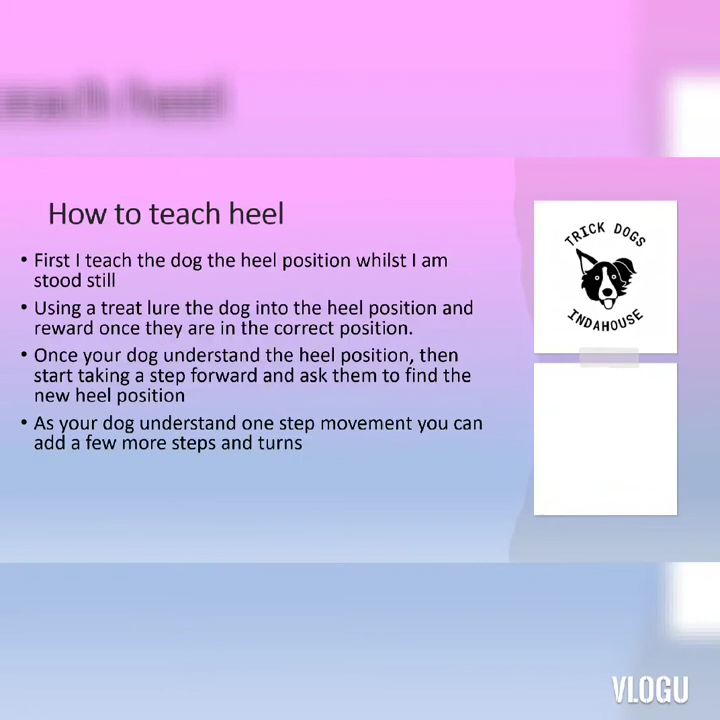 How to teach heel
• First I teach the dog the heel position whilst I am
stood still
• Using a treat lure the dog into the heel position and
reward once they are in the correct position.
• Once your dog understand the heel position, then
start taking a step forward and ask them to find the
new heel position
• As your dog understand one step movement you can
add a few more steps and turns
TRICK DOGS
INDAHOUSE
VLOGU